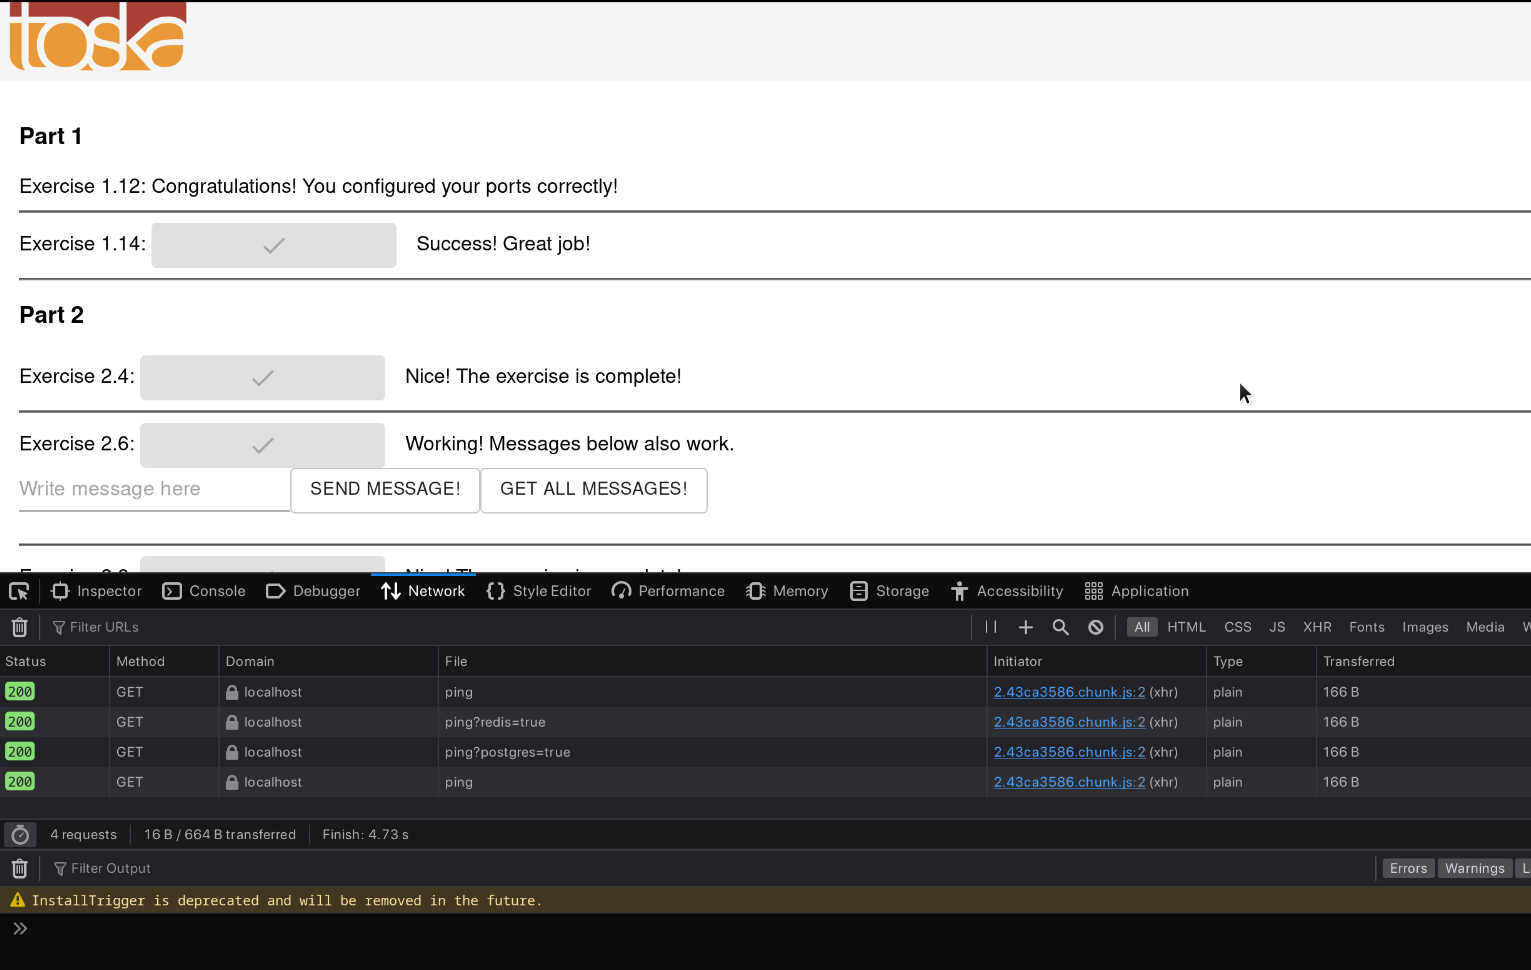 toska
Part 1
Exercise 1.12: Congratulations! You configured your ports correctly!
Exercise 1.14: Success! Great job!
Part 2
Exercise 2.4: Nice! The exercise is complete!
Exercise 2.6: Working! Messages below also work.
Write message here SEND MESSAGE! GET ALL MESSAGES!
Inspector Console Debugger Network Style Editor Performance Memory Storage Accessibility Application
Filter URLs All HTML CSS JS XHR Fonts Images Media
Status Method Domain File Initiator Type Transferred
200 GET localhost ping 2.43ca3586.chunk.js:2 (xhr) plain 166 B
200 GET localhost ping?redis=true 2.43ca3586.chunk.js:2 (xhr) plain 166 B
200 GET localhost ping?postgres=true 2.43ca3586.chunk.js:2 (xhr) plain 166 B
200 GET localhost ping 2.43ca3586.chunk.js:2 (xhr) plain 166 B
4 requests 16 B / 664 B transferred Finish: 4.73 s
Filter Output Errors Warnings
InstallTrigger is deprecated and will be removed in the future.